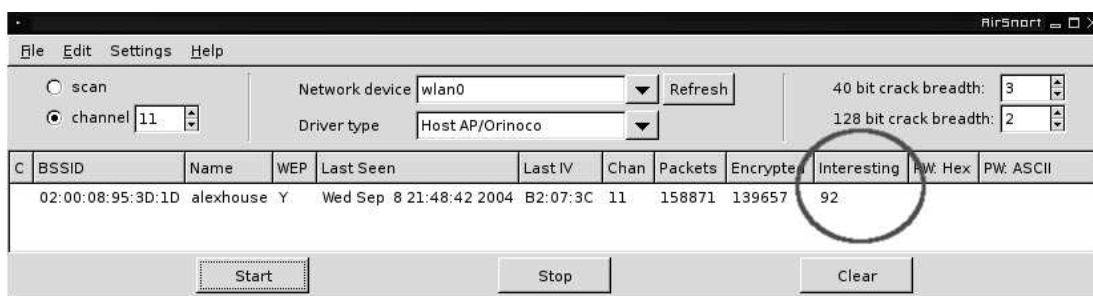 AirSnort
File Edit Settings Help
scan
channel 11
Network device wlan0 Refresh
Driver type Host AP/Orinoco
40 bit crack breadth: 3
128 bit crack breadth: 2
C BSSID Name WEP Last Seen Last IV Chan Packets Encrypted Interesting PW: Hex PW: ASCII
02:00:08:95:3D:1D alexhouse Y Wed Sep 8 21:48:42 2004 B2:07:3C 11 158871 139657 92
Start Stop Clear